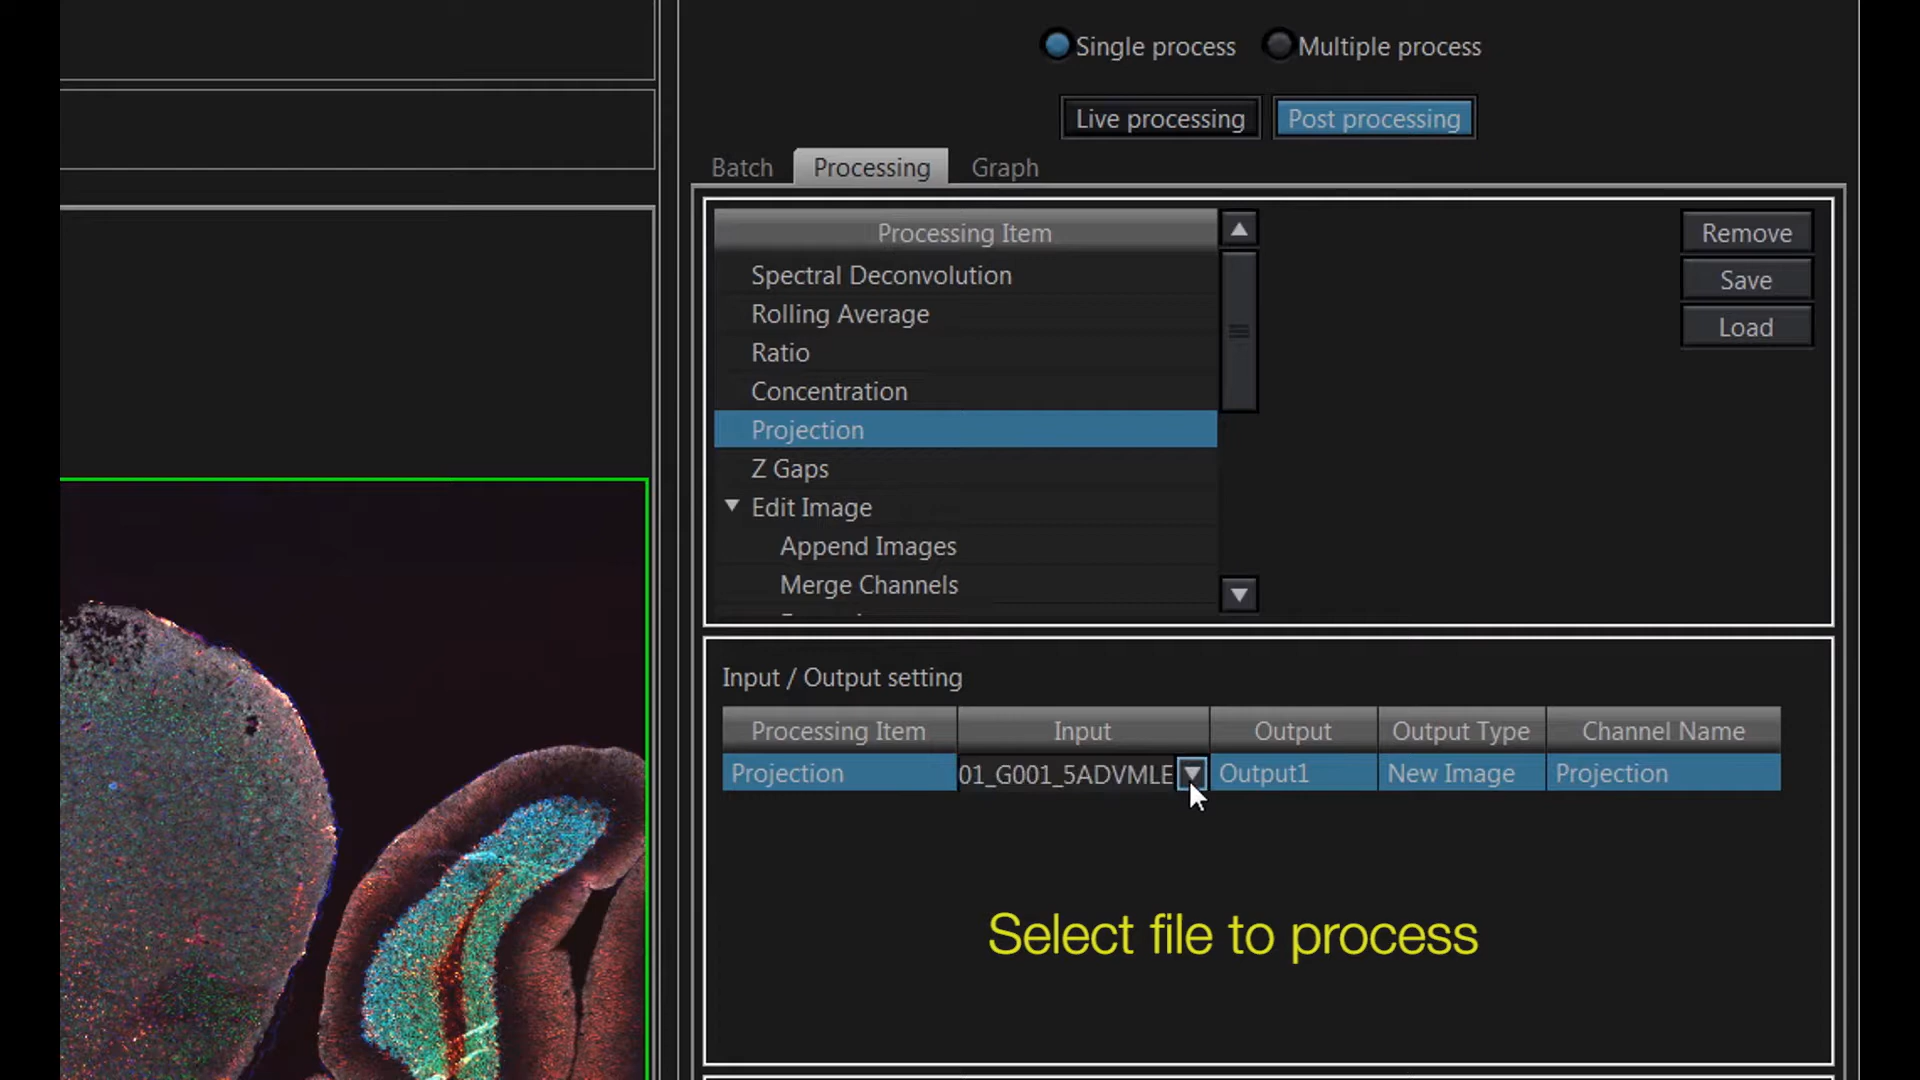 Single process
Multiple process
Live processing
Post processing
Batch
Processing
Graph
Processing Item
Spectral Deconvolution
Rolling Average
Ratio
Concentration
Projection
Z Gaps
Edit Image
Append Images
Merge Channels
Remove
Save
Load
Input / Output setting
Processing Item
Input
Output
Output Type
Channel Name
Projection
01_G001_5ADVMLE
Output1
New Image
Projection
Select file to process